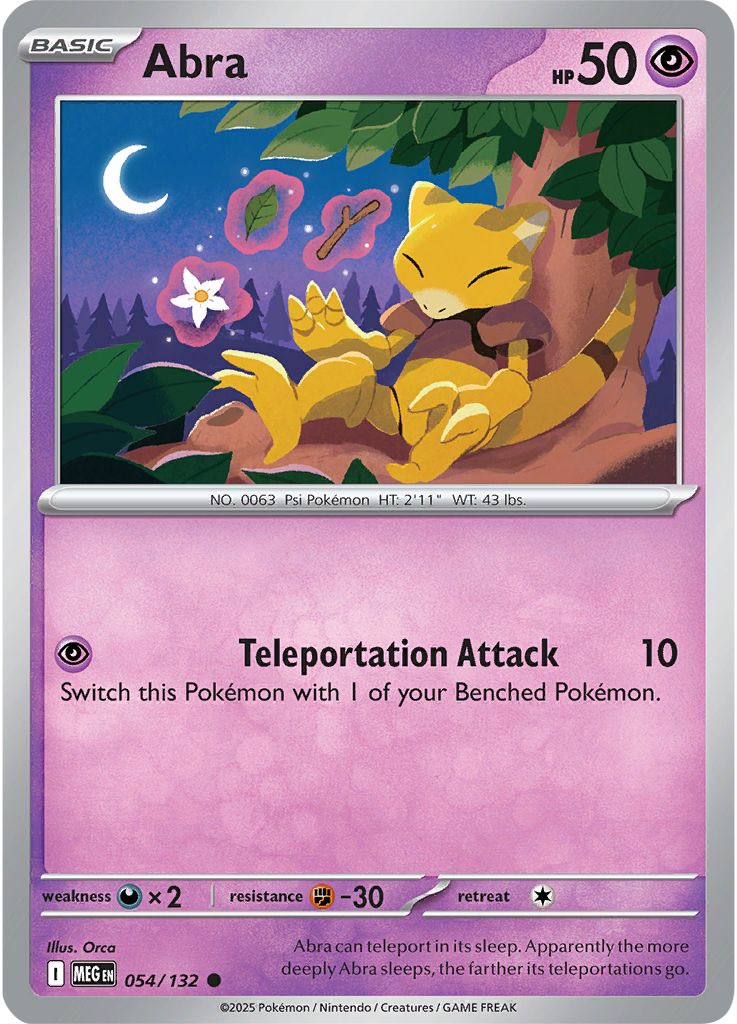 BASIC
Abra
HP 50
NO. 0063 Psi Pokémon HT: 2'11" WT: 43 lbs.
Teleportation Attack 10
Switch this Pokémon with 1 of your Benched Pokémon.
weakness ×2 resistance -30 retreat
Illus. Orca
Abra can teleport in its sleep. Apparently the more
deeply Abra sleeps, the farther its teleportations go.
I MEG EN 054/132
©2025 Pokémon / Nintendo / Creatures / GAME FREAK